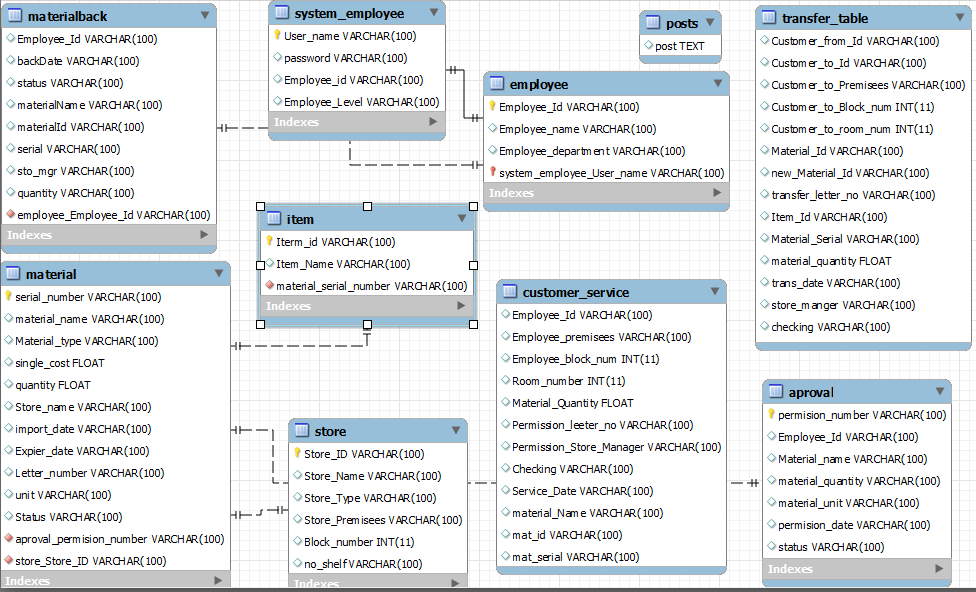 materialback
Employee_Id VARCHAR(100)
backDate VARCHAR(100)
status VARCHAR(100)
materialName VARCHAR(100)
materialId VARCHAR(100)
serial VARCHAR(100)
sto_mgr VARCHAR(100)
quantity VARCHAR(100)
employee_Employee_Id VARCHAR(100)
Indexes
system_employee
User_name VARCHAR(100)
password VARCHAR(100)
Employee_id VARCHAR(100)
Employee_Level VARCHAR(100)
Indexes
employee
Employee_Id VARCHAR(100)
Employee_name VARCHAR(100)
Employee_department VARCHAR(100)
system_employee_User_name VARCHAR(100)
Indexes
posts
post TEXT
transfer_table
Customer_from_Id VARCHAR(100)
Customer_to_Id VARCHAR(100)
Customer_to_Premisees VARCHAR(100)
Customer_to_Block_num INT(11)
Customer_to_room_num INT(11)
Material_Id VARCHAR(100)
new_Material_Id VARCHAR(100)
transfer_letter_no VARCHAR(100)
Item_Id VARCHAR(100)
Material_Serial VARCHAR(100)
material_quantity FLOAT
trans_date VARCHAR(100)
store_manger VARCHAR(100)
checking VARCHAR(100)
item
Iterm_id VARCHAR(100)
Item_Name VARCHAR(100)
material_serial_number VARCHAR(100)
Indexes
material
serial_number VARCHAR(100)
material_name VARCHAR(100)
Material_type VARCHAR(100)
single_cost FLOAT
quantity FLOAT
Store_name VARCHAR(100)
import_date VARCHAR(100)
Expier_date VARCHAR(100)
Letter_number VARCHAR(100)
unit VARCHAR(100)
Status VARCHAR(100)
aproval_permision_number VARCHAR(100)
store_Store_ID VARCHAR(100)
Indexes
store
Store_ID VARCHAR(100)
Store_Name VARCHAR(100)
Store_Type VARCHAR(100)
Store_Premisees VARCHAR(100)
Block_number INT(11)
no_shelf VARCHAR(100)
Indexes
customer_service
Employee_Id VARCHAR(100)
Employee_premisees VARCHAR(100)
Employee_block_num INT(11)
Room_number INT(11)
Material_Quantity FLOAT
Permission_leeter_no VARCHAR(100)
Permission_Store_Manager VARCHAR(100)
Checking VARCHAR(100)
Service_Date VARCHAR(100)
material_Name VARCHAR(100)
mat_id VARCHAR(100)
mat_serial VARCHAR(100)
aproval
permision_number VARCHAR(100)
Employee_Id VARCHAR(100)
Material_name VARCHAR(100)
material_quantity VARCHAR(100)
material_unit VARCHAR(100)
permision_date VARCHAR(100)
status VARCHAR(100)
Indexes